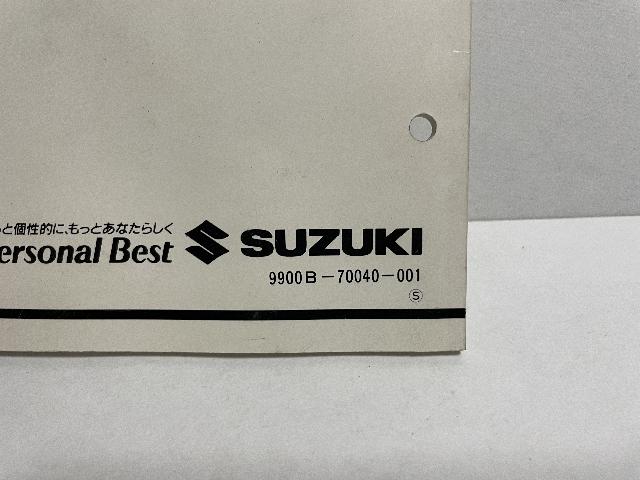 と個性的に、もっとあなたらしく
ersonal Best SUZUKI
9900B-70040-001
Ⓢ